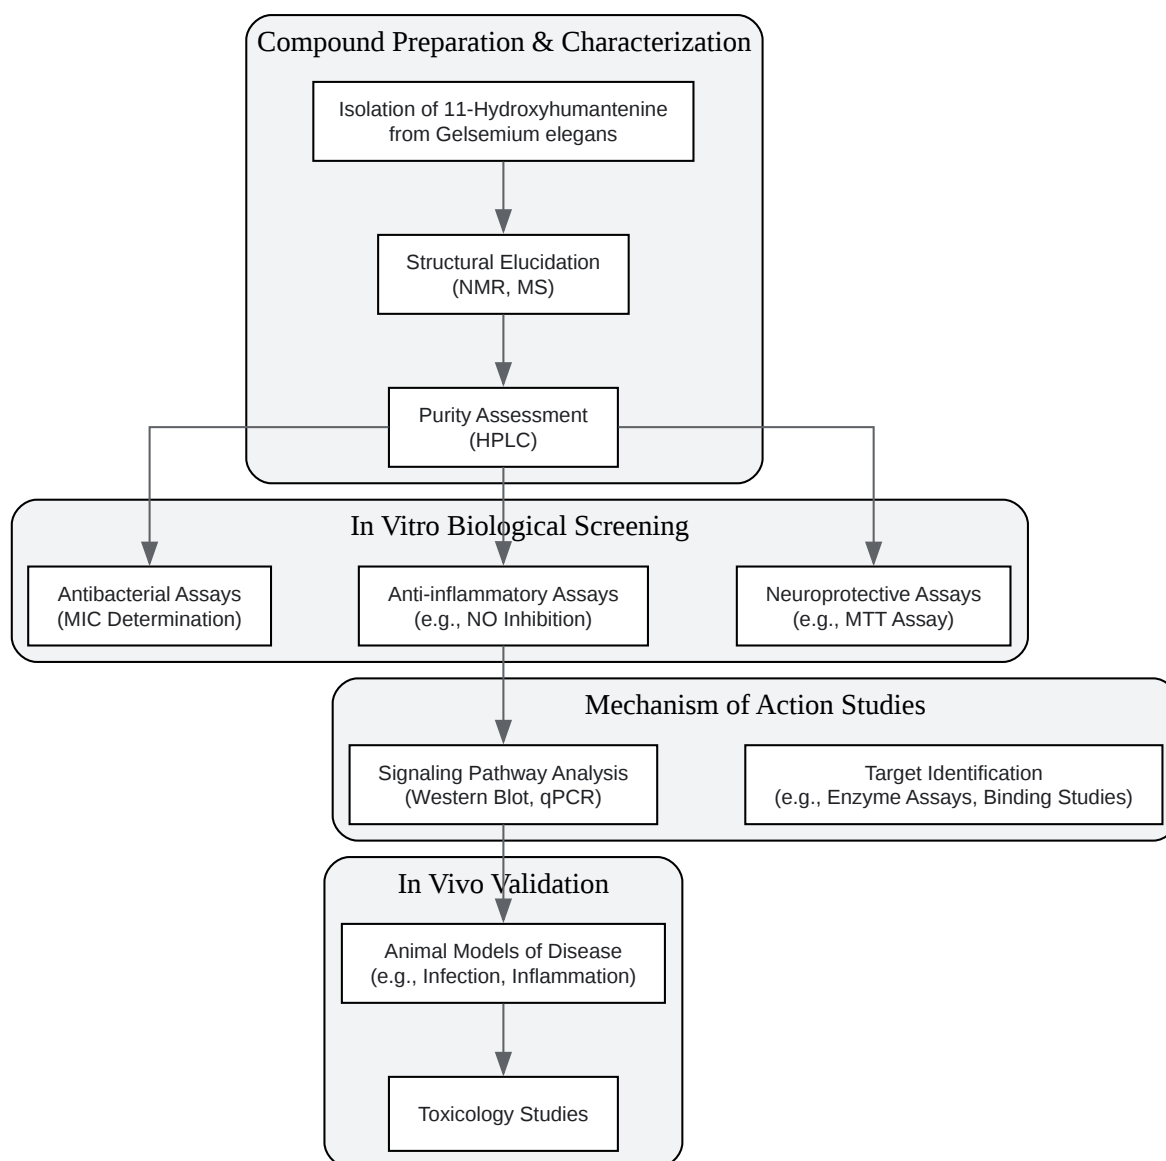 Compound Preparation & Characterization
Isolation of 11-Hydroxyhumantenine
from Gelsemium elegans
Structural Elucidation
(NMR, MS)
Purity Assessment
(HPLC)
In Vitro Biological Screening
Antibacterial Assays
(MIC Determination)
Anti-inflammatory Assays
(e.g., NO Inhibition)
Neuroprotective Assays
(e.g., MTT Assay)
Mechanism of Action Studies
Signaling Pathway Analysis
(Western Blot, qPCR)
Target Identification
(e.g., Enzyme Assays, Binding Studies)
In Vivo Validation
Animal Models of Disease
(e.g., Infection, Inflammation)
Toxicology Studies